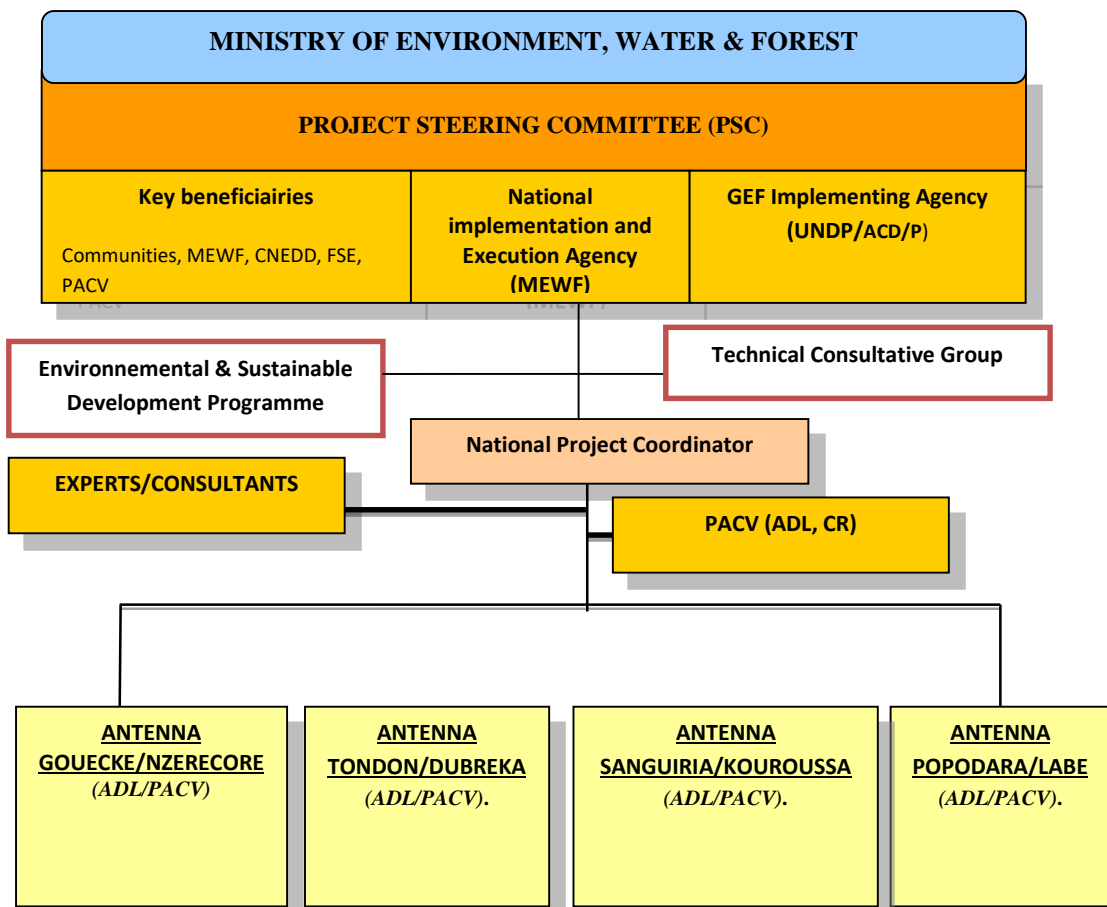 MINISTRY OF ENVIRONMENT, WATER & FOREST
PROJECT STEERING COMMITTEE (PSC)
Key beneficiairies
Communities, MEWF, CNEDD, FSE,
PACV
National
implementation and
Execution Agency
(MEWF)
GEF Implementing Agency
(UNDP/ACD/P)
Environnemental & Sustainable
Development Programme
Technical Consultative Group
National Project Coordinator
EXPERTS/CONSULTANTS
PACV (ADL, CR)
ANTENNA
GOUECKE/NZERECORE
(ADL/PACV)
ANTENNA
TONDON/DUBREKA
(ADL/PACV).
ANTENNA
SANGUIRIA/KOUROUSSA
(ADL/PACV).
ANTENNA
POPODARA/LABE
(ADL/PACV).